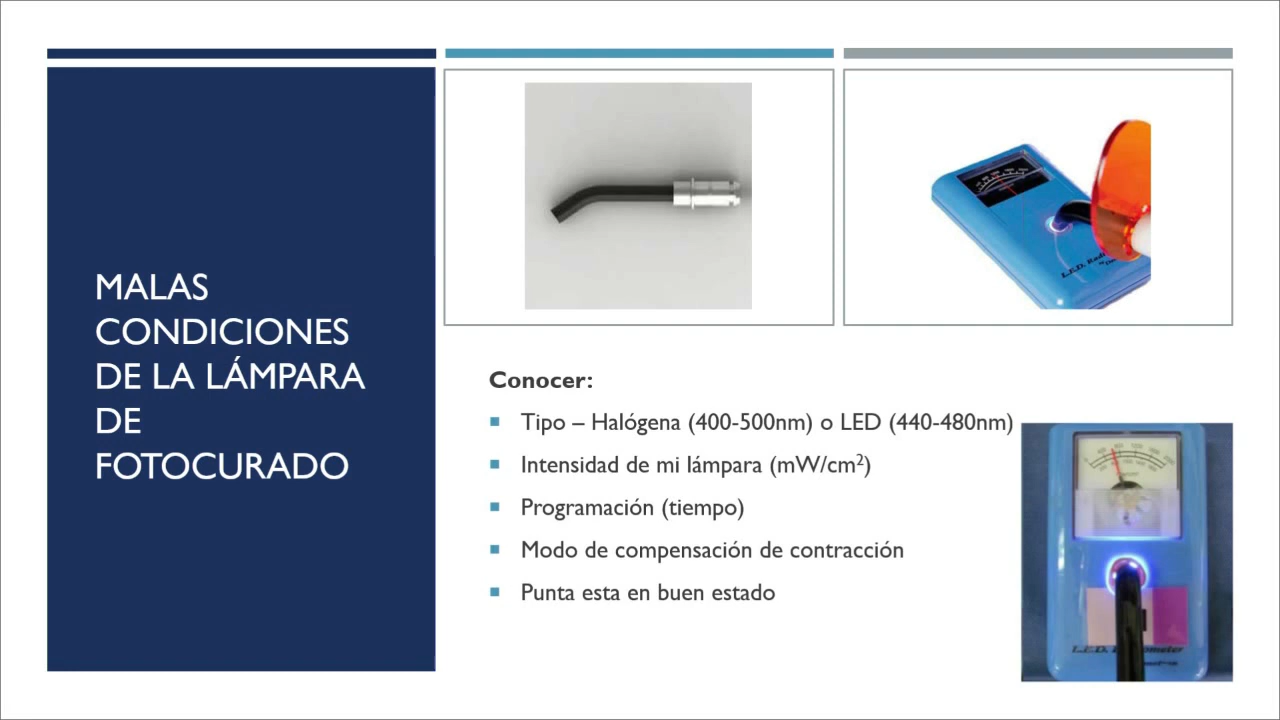 MALAS
CONDICIONES
DE LA LÁMPARA
DE
FOTOCURADO
Conocer:
Tipo – Halógena (400-500nm) o LED (440-480nm)
Intensidad de mi lámpara (mW/cm²)
Programación (tiempo)
Modo de compensación de contracción
Punta esta en buen estado
L.E.D.
L.E.D.